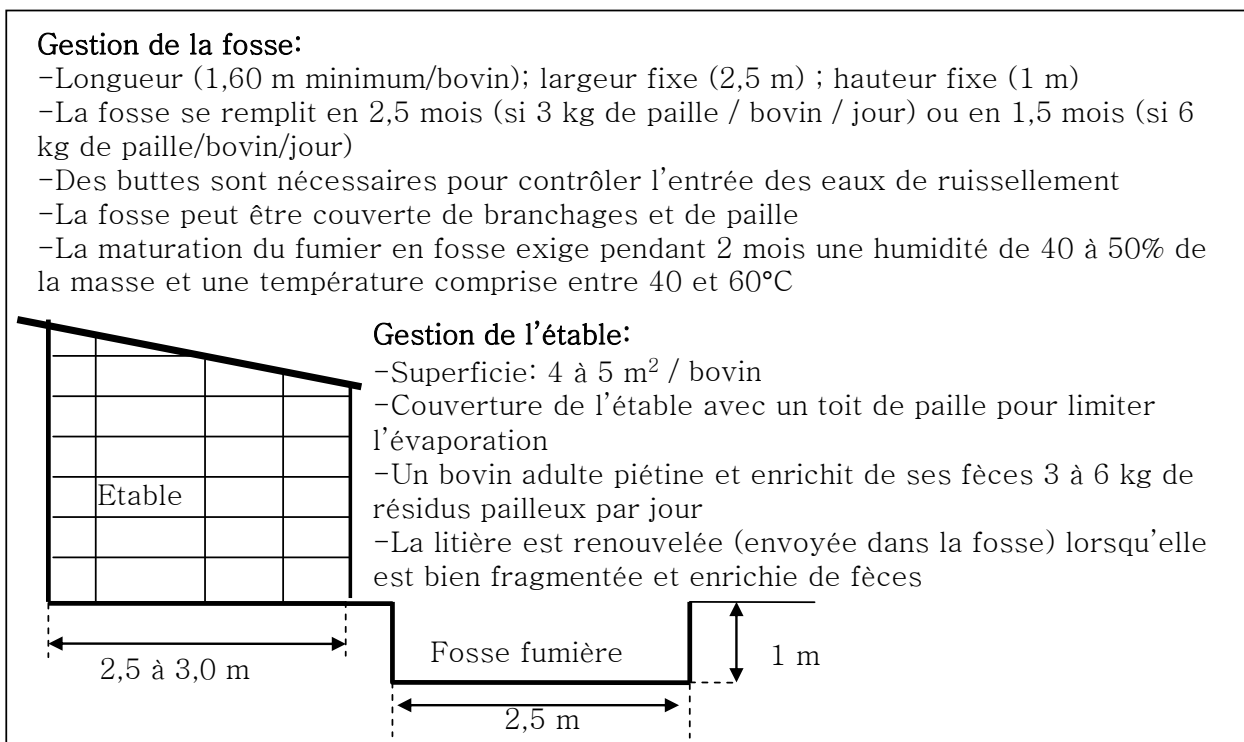 Gestion de la fosse:
-Longueur (1,60 m minimum/bovin); largeur fixe (2,5 m) ; hauteur fixe (1 m)
-La fosse se remplit en 2,5 mois (si 3 kg de paille / bovin / jour) ou en 1,5 mois (si 6
kg de paille/bovin/jour)
-Des buttes sont nécessaires pour contrôler l'entrée des eaux de ruissellement
-La fosse peut être couverte de branchages et de paille
-La maturation du fumier en fosse exige pendant 2 mois une humidité de 40 à 50% de
la masse et une température comprise entre 40 et 60°C
Gestion de l'étable:
-Superficie: 4 à 5 m² / bovin
-Couverture de l'étable avec un toit de paille pour limiter
l'évaporation
-Un bovin adulte piétine et enrichit de ses fèces 3 à 6 kg de
résidus pailleux par jour
-La litière est renouvelée (envoyée dans la fosse) lorsqu'elle
est bien fragmentée et enrichie de fèces
Etable
2,5 à 3,0 m
Fosse fumière
1 m
2,5 m